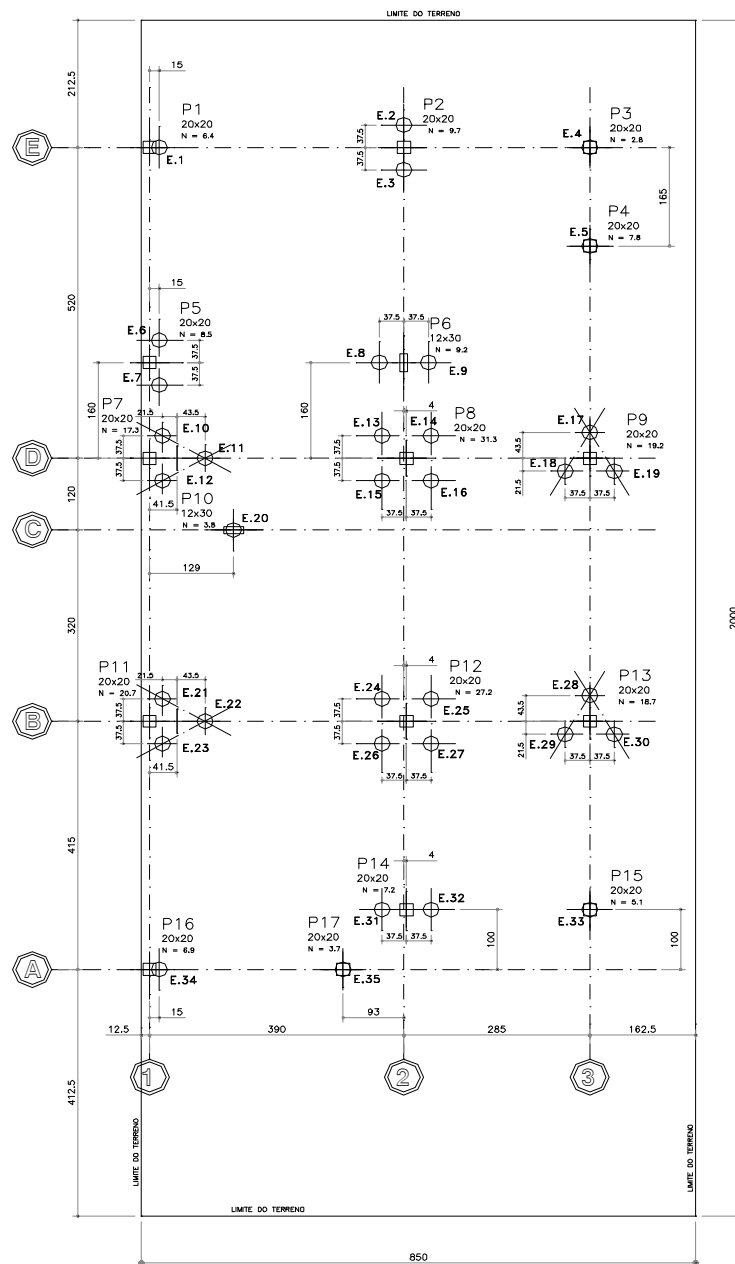 LIMITE DO TERRENO
212.5
15
P1
20x20
N = 6.4
E.1
E.2
P2
20x20
N = 9.7
37.5
37.5
E.3
P3
20x20
N = 2.8
E.4
E
165
P4
20x20
N = 7.8
E.5
520
15
P5
20x20
N = 8.5
E.6
37.5
37.5
E.7
160
37.5
37.5
P6
12x30
N = 9.2
E.8
E.9
160
4
P7
20x20
N = 17.3
21.5
43.5
E.10
E.11
E.12
37.5
37.5
41.5
E.13
E.14
P8
20x20
N = 31.3
37.5
37.5
E.15
E.16
37.5
37.5
E.17
P9
20x20
N = 19.2
43.5
E.18
E.19
21.5
37.5
37.5
D
120
P10
12x30
N = 3.8
E.20
C
129
320
2000
P11
20x20
N = 20.7
21.5
43.5
E.21
E.22
E.23
37.5
37.5
41.5
4
P12
20x20
N = 27.2
E.24
E.25
37.5
37.5
E.26
E.27
37.5
37.5
P13
20x20
N = 18.7
E.28
43.5
E.29
E.30
21.5
37.5
37.5
B
415
4
P14
20x20
N = 7.2
E.31
E.32
37.5
37.5
100
P15
20x20
N = 5.1
E.33
100
P16
20x20
N = 6.9
E.34
15
P17
20x20
N = 3.7
E.35
93
A
12.5
390
285
162.5
1
2
3
412.5
LIMITE DO TERRENO
LIMITE DO TERRENO
LIMITE DO TERRENO
850